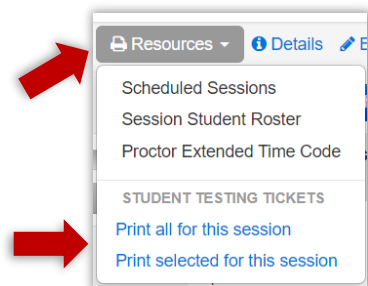 Resources Details
Scheduled Sessions
Session Student Roster
Proctor Extended Time Code
STUDENT TESTING TICKETS
Print all for this session
Print selected for this session